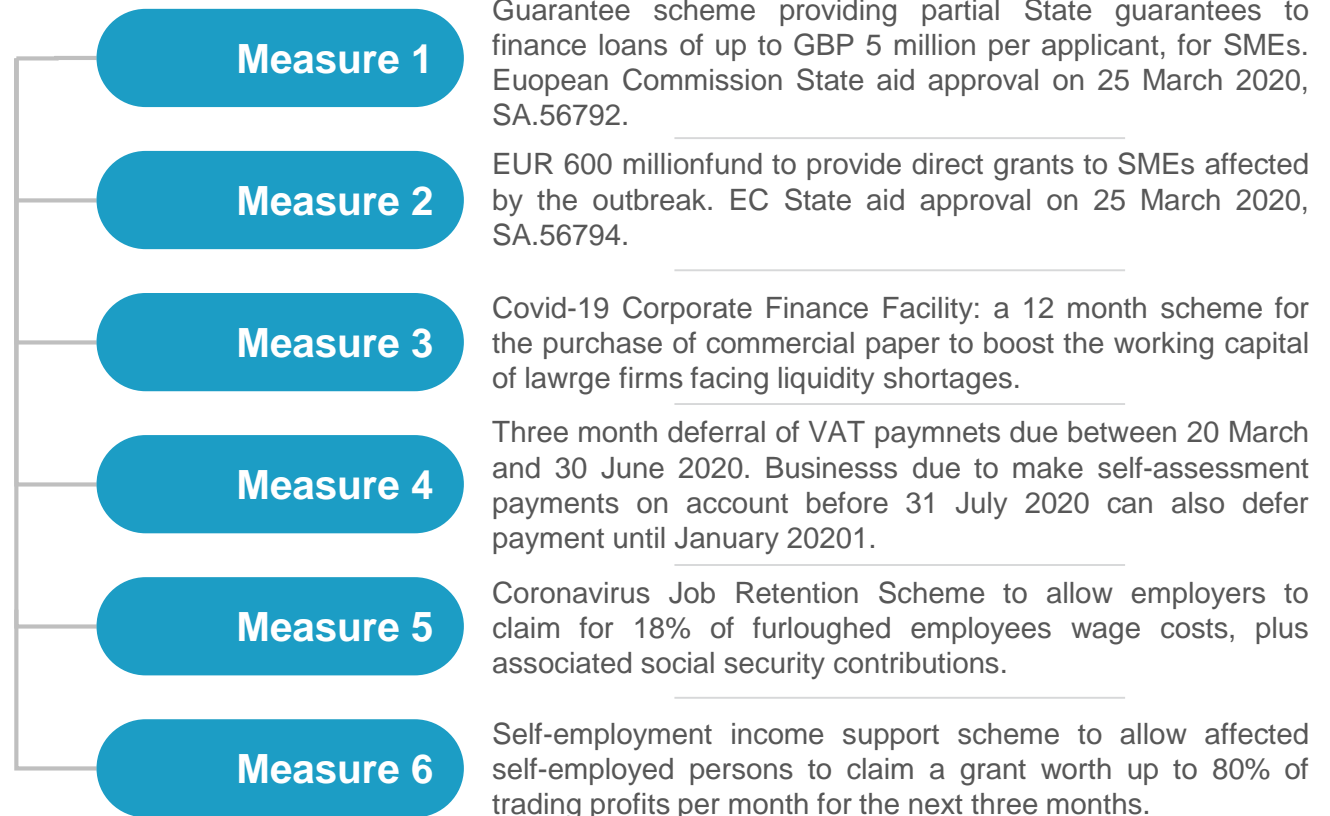 Measure 1
Guarantee scheme providing partial State guarantees to
finance loans of up to GBP 5 million per applicant, for SMEs.
Euopean Commission State aid approval on 25 March 2020,
SA.56792.
Measure 2
EUR 600 millionfund to provide direct grants to SMEs affected
by the outbreak. EC State aid approval on 25 March 2020,
SA.56794.
Measure 3
Covid-19 Corporate Finance Facility: a 12 month scheme for
the purchase of commercial paper to boost the working capital
of lawrge firms facing liquidity shortages.
Measure 4
Three month deferral of VAT paymnets due between 20 March
and 30 June 2020. Businesss due to make self-assessment
payments on account before 31 July 2020 can also defer
payment until January 20201.
Measure 5
Coronavirus Job Retention Scheme to allow employers to
claim for 18% of furloughed employees wage costs, plus
associated social security contributions.
Measure 6
Self-employment income support scheme to allow affected
self-employed persons to claim a grant worth up to 80% of
trading profits per month for the next three months.